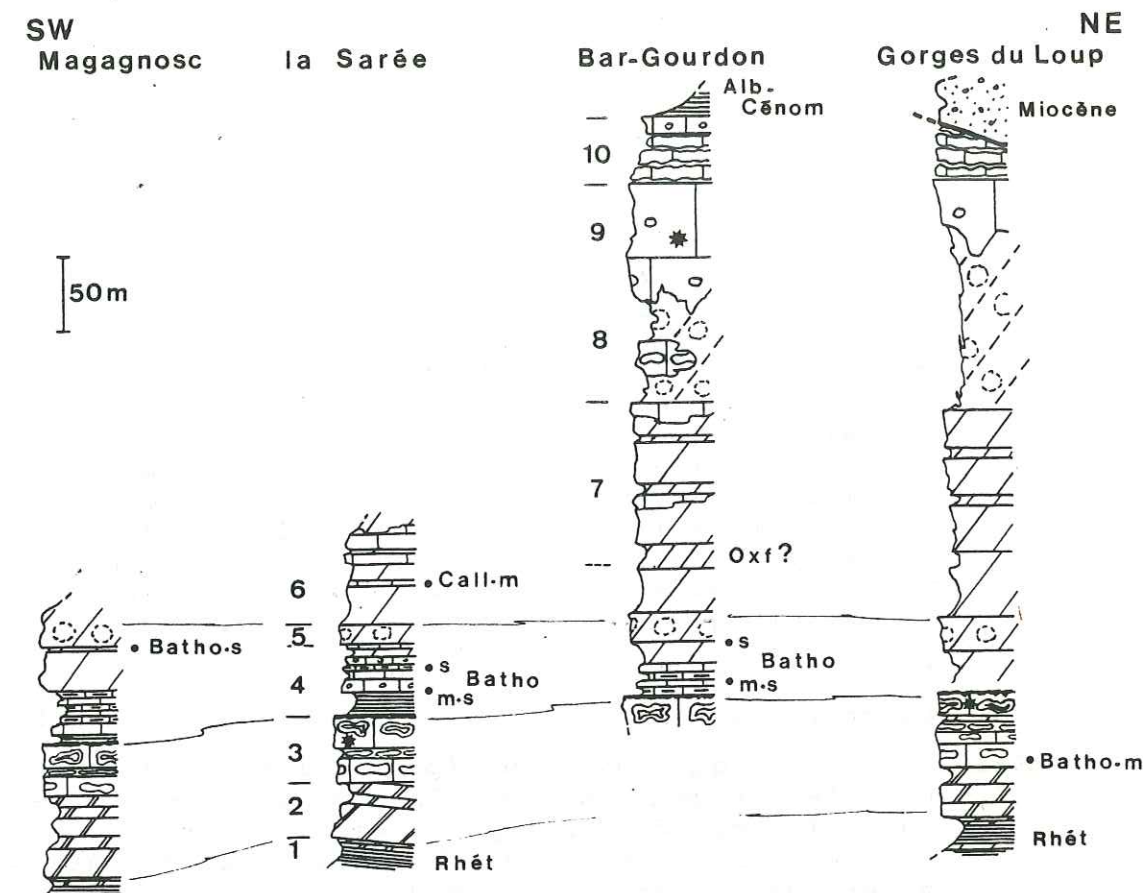 SW NE
Magagnosc la Sarée Bar-Gourdon Gorges du Loup
Alb-
Cénom
Miocène
10
9
50m
8
7
Oxf?
6
Call-m
5
Batho-s
s
Batho
m-s
4
s
Batho
m-s
3
Batho-m
2
1
Rhét
Rhét